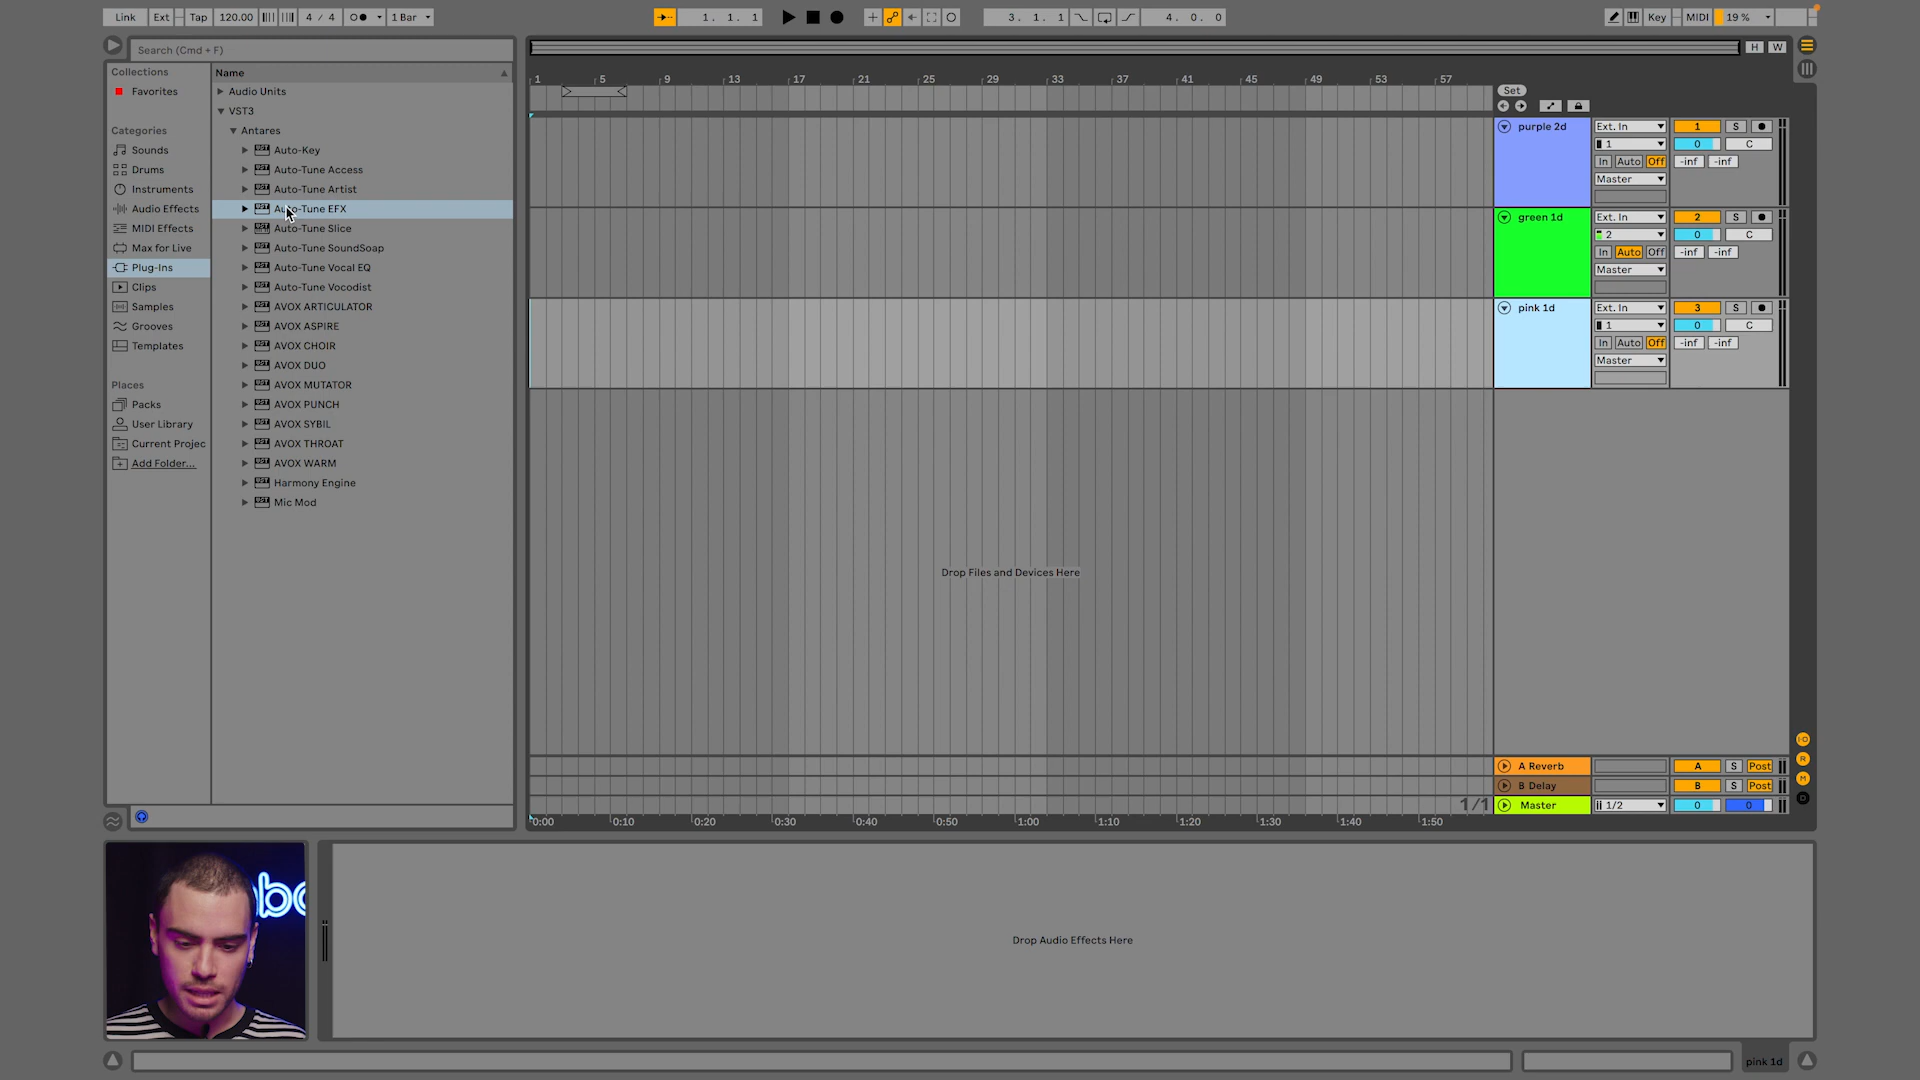 Link Ext Tap 120.00 4 / 4 1 Bar 1. 1. 1 3. 1. 1 4. 0. 0 Key MIDI 19 %
Search (Cmd + F)
H W
Collections
Favorites
Categories
Sounds
Drums
Instruments
Audio Effects
MIDI Effects
Max for Live
Plug-Ins
Clips
Samples
Grooves
Templates
Places
Packs
User Library
Current Projec
Add Folder...
Name
Audio Units
VST3
Antares
Auto-Key
Auto-Tune Access
Auto-Tune Artist
Auto-Tune EFX
Auto-Tune Slice
Auto-Tune SoundSoap
Auto-Tune Vocal EQ
Auto-Tune Vocodist
AVOX ARTICULATOR
AVOX ASPIRE
AVOX CHOIR
AVOX DUO
AVOX MUTATOR
AVOX PUNCH
AVOX SYBIL
AVOX THROAT
AVOX WARM
Harmony Engine
Mic Mod
1 5 9 13 17 21 25 29 33 37 41 45 49 53 57
Set
purple 2d Ext. In 1 S
1 0 C
In Auto Off -inf -inf
Master
green 1d Ext. In 2 S
2 0 C
In Auto Off -inf -inf
Master
pink 1d Ext. In 3 S
1 0 C
In Auto Off -inf -inf
Master
Drop Files and Devices Here
A Reverb A S Post
B Delay B S Post
1/1 Master 1/2 0 0
0:00 0:10 0:20 0:30 0:40 0:50 1:00 1:10 1:20 1:30 1:40 1:50
Drop Audio Effects Here
pink 1d